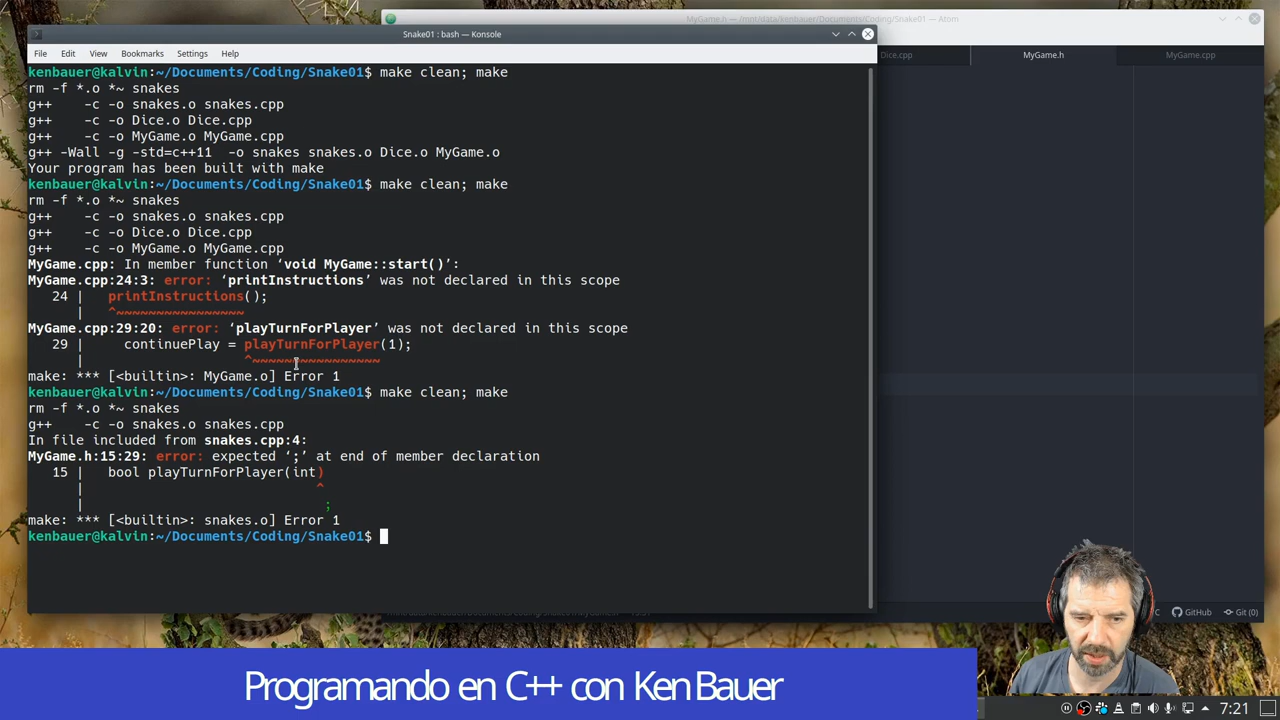 MyGame.h — /mnt/data/kenbauer/Documents/Coding/Snake01 — Atom
Snake01 : bash — Konsole
File Edit View Bookmarks Settings Help
Dice.cpp MyGame.h MyGame.cpp
kenbauer@kalvin:~/Documents/Coding/Snake01$ make clean; make
rm -f *.o *~ snakes
g++    -c -o snakes.o snakes.cpp
g++    -c -o Dice.o Dice.cpp
g++    -c -o MyGame.o MyGame.cpp
g++ -Wall -g -std=c++11  -o snakes snakes.o Dice.o MyGame.o
Your program has been built with make
kenbauer@kalvin:~/Documents/Coding/Snake01$ make clean; make
rm -f *.o *~ snakes
g++    -c -o snakes.o snakes.cpp
g++    -c -o Dice.o Dice.cpp
g++    -c -o MyGame.o MyGame.cpp
MyGame.cpp: In member function ‘void MyGame::start()’:
MyGame.cpp:24:3: error: ‘printInstructions’ was not declared in this scope
   24 |   printInstructions();
      |   ^~~~~~~~~~~~~~~~~
MyGame.cpp:29:20: error: ‘playTurnForPlayer’ was not declared in this scope
   29 |     continuePlay = playTurnForPlayer(1);
      |                    ^~~~~~~~~~~~~~~~~
make: *** [<builtin>: MyGame.o] Error 1
kenbauer@kalvin:~/Documents/Coding/Snake01$ make clean; make
rm -f *.o *~ snakes
g++    -c -o snakes.o snakes.cpp
In file included from snakes.cpp:4:
MyGame.h:15:29: error: expected ‘;’ at end of member declaration
   15 |   bool playTurnForPlayer(int)
      |                             ^
      |                              ;
make: *** [<builtin>: snakes.o] Error 1
kenbauer@kalvin:~/Documents/Coding/Snake01$
GitHub Git (0)
Programando en C++ con Ken Bauer
7:21